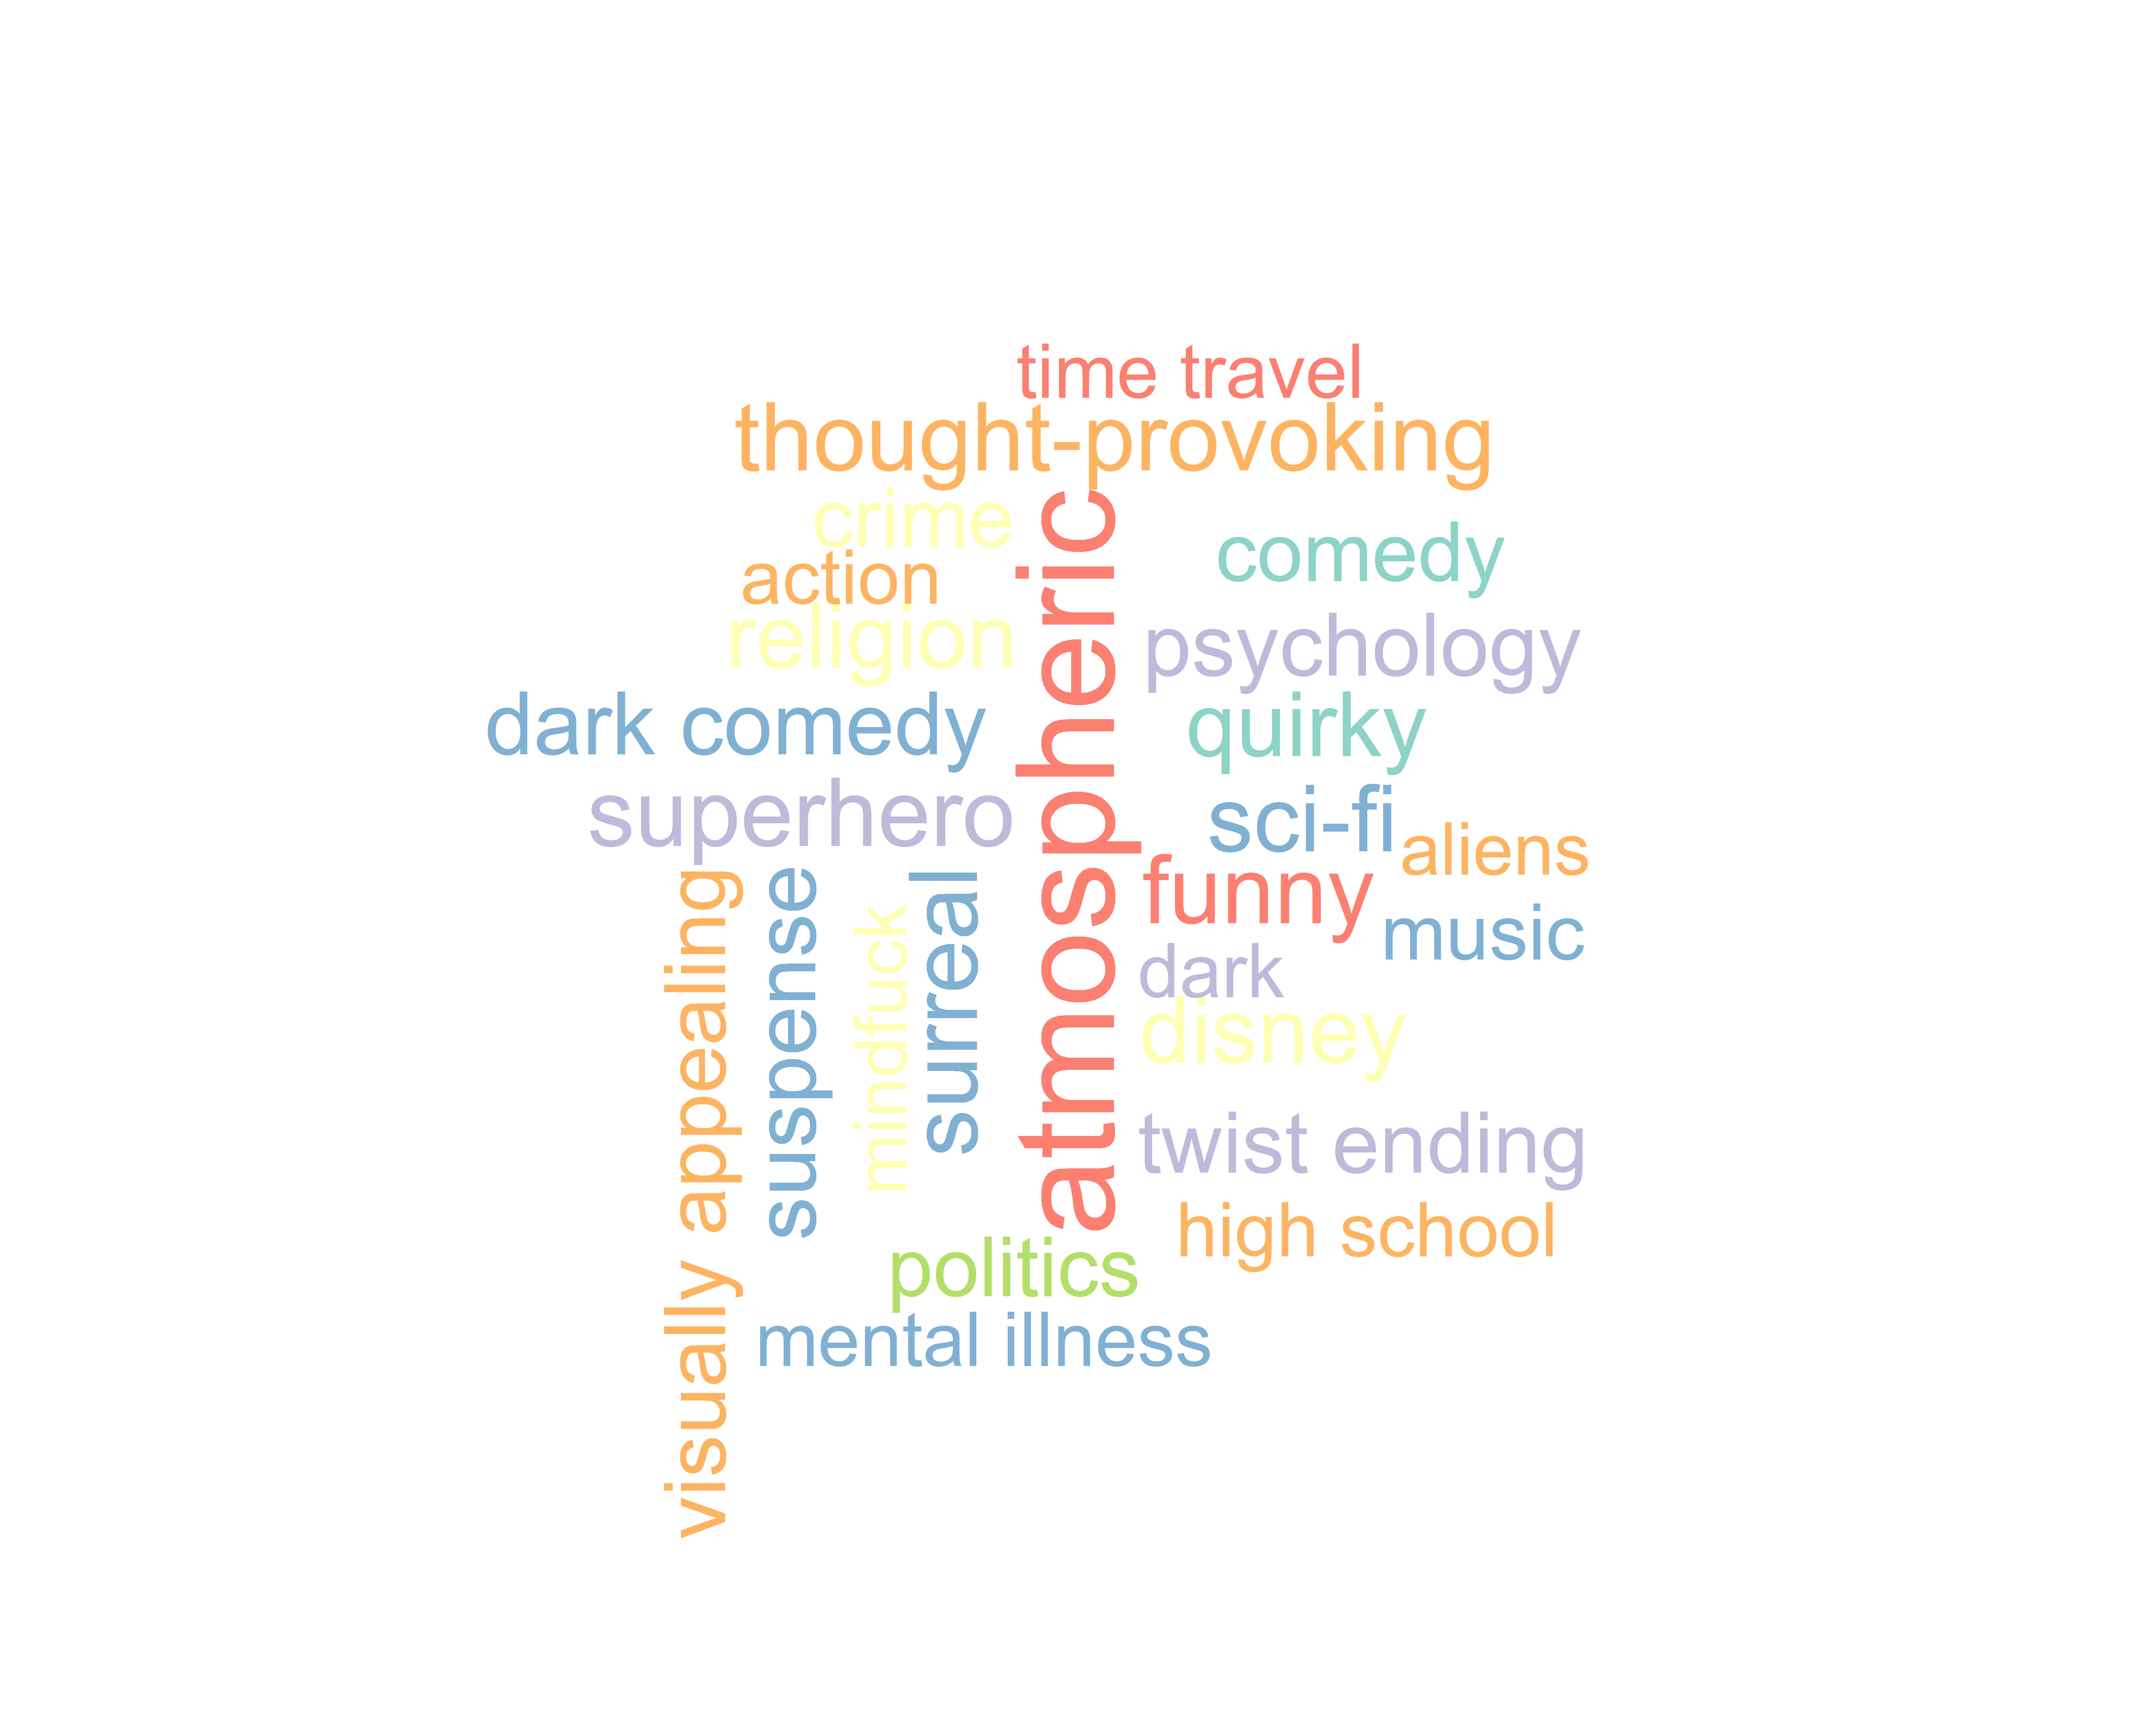 time travel
thought-provoking
crime
comedy
action
religion
psychology
dark comedy
quirky
superhero
sci-fi
aliens
funny
music
atmospheric
visually appealing
suspense
mindfuck
surreal
dark
disney
twist ending
high school
politics
mental illness